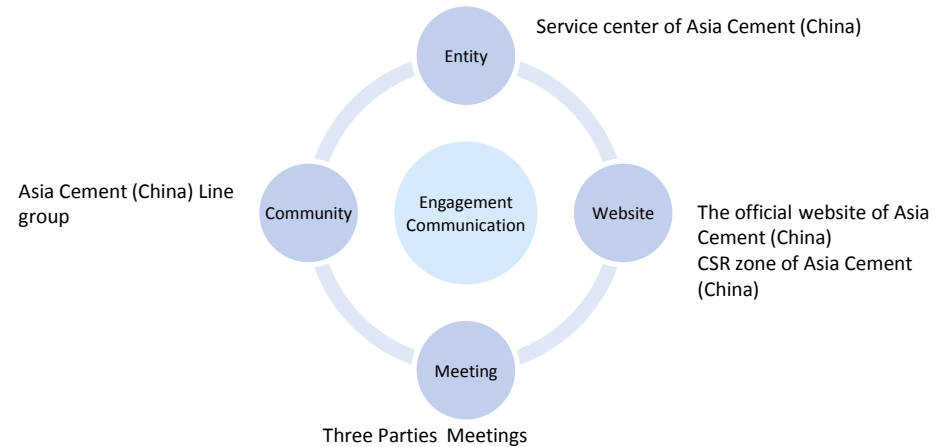 Service center of Asia Cement (China)
Entity
Asia Cement (China) Line
group
Community
Engagement
Communication
Website
The official website of Asia
Cement (China)
CSR zone of Asia Cement
(China)
Meeting
Three Parties Meetings